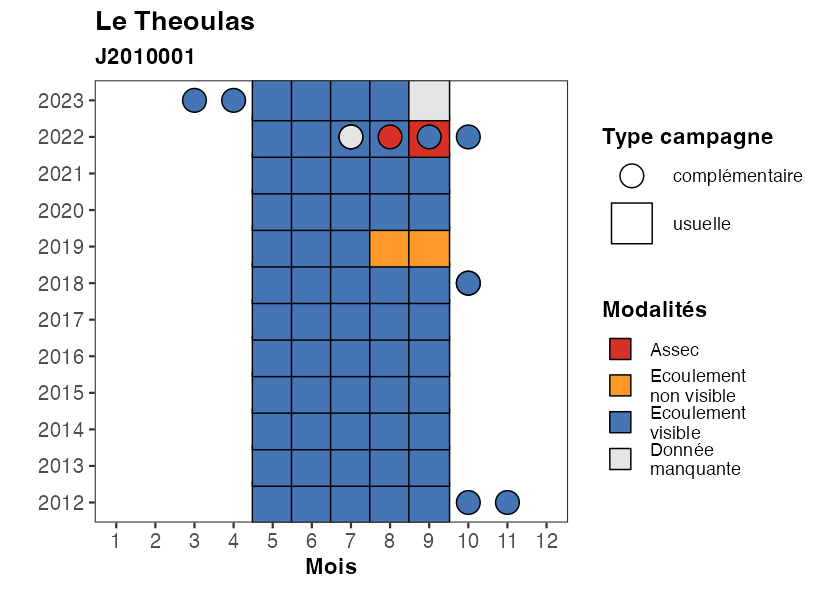 Le Theoulas
J2010001
2023
2022
2021
2020
2019
2018
2017
2016
2015
2014
2013
2012
1 2 3 4 5 6 7 8 9 10 11 12
Mois
Type campagne
complémentaire
usuelle
Modalités
Assec
Ecoulement
non visible
Ecoulement
visible
Donnée
manquante